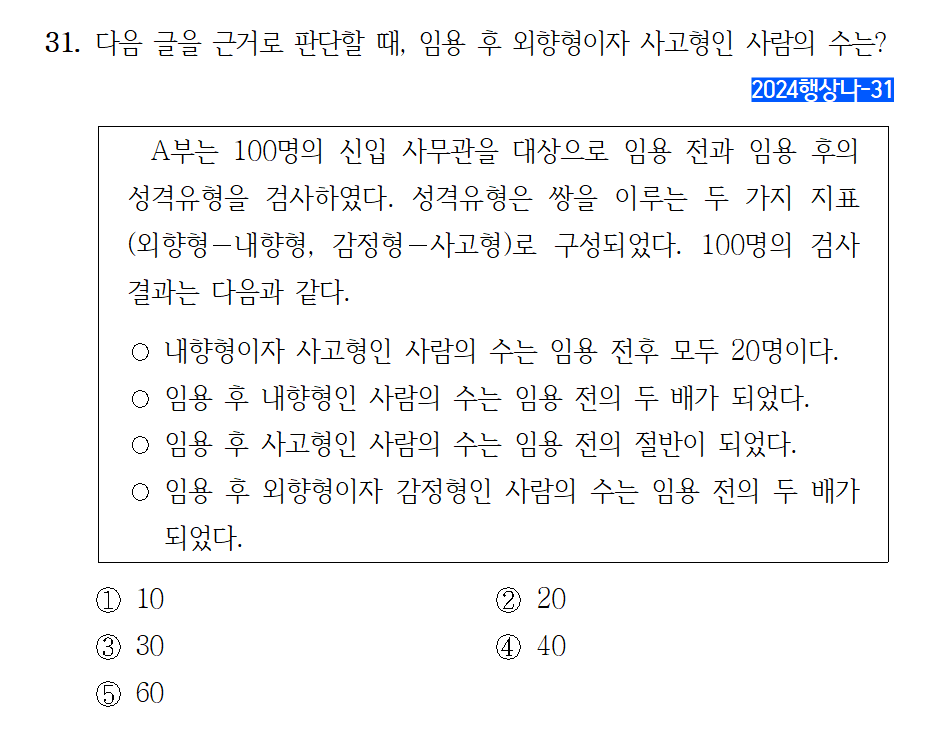 31. 다음 글을 근거로 판단할 때, 임용 후 외향형이자 사고형인 사람의 수는?
2024행상나-31
A부는 100명의 신입 사무관을 대상으로 임용 전과 임용 후의
성격유형을 검사하였다. 성격유형은 쌍을 이루는 두 가지 지표
(외향형－내향형, 감정형－사고형)로 구성되었다. 100명의 검사
결과는 다음과 같다.
○ 내향형이자 사고형인 사람의 수는 임용 전후 모두 20명이다.
○ 임용 후 내향형인 사람의 수는 임용 전의 두 배가 되었다.
○ 임용 후 사고형인 사람의 수는 임용 전의 절반이 되었다.
○ 임용 후 외향형이자 감정형인 사람의 수는 임용 전의 두 배가
되었다.
① 10 ② 20
③ 30 ④ 40
⑤ 60